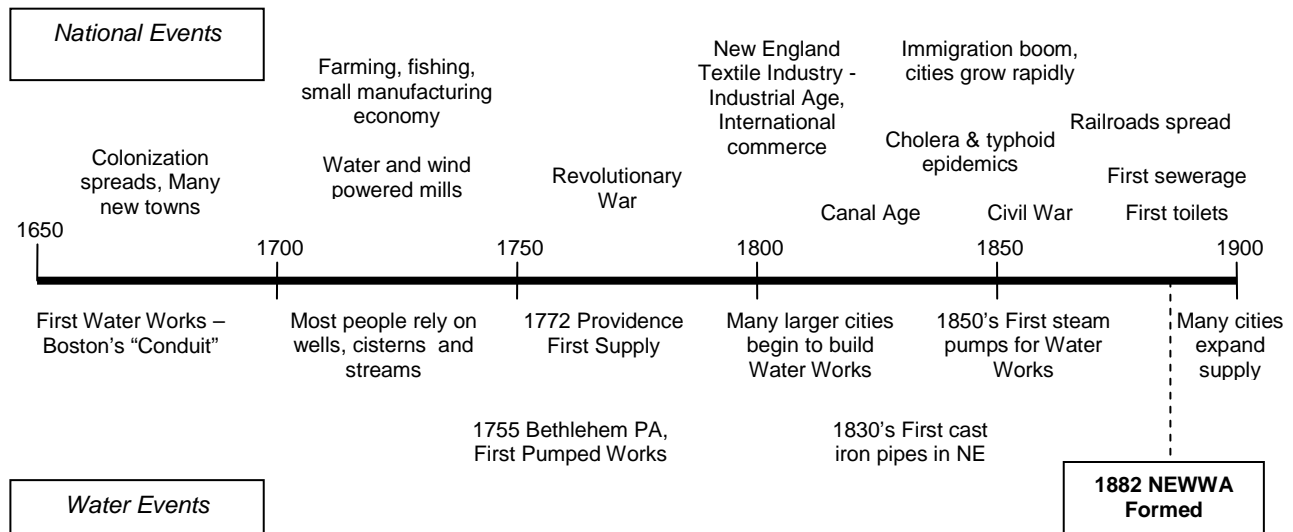 National Events
Farming, fishing,
small manufacturing
economy
New England
Textile Industry -
Industrial Age,
International
commerce
Immigration boom,
cities grow rapidly
Railroads spread
Colonization
spreads, Many
new towns
Water and wind
powered mills
Revolutionary
War
Cholera & typhoid
epidemics
First sewerage
Canal Age
Civil War
First toilets
1650
1700
1750
1800
1850
1900
First Water Works –
Boston's “Conduit”
Most people rely on
wells, cisterns and
streams
1772 Providence
First Supply
Many larger cities
begin to build
Water Works
1850's First steam
pumps for Water
Works
Many cities
expand
supply
1755 Bethlehem PA,
First Pumped Works
1830's First cast
iron pipes in NE
1882 NEWWA
Formed
Water Events